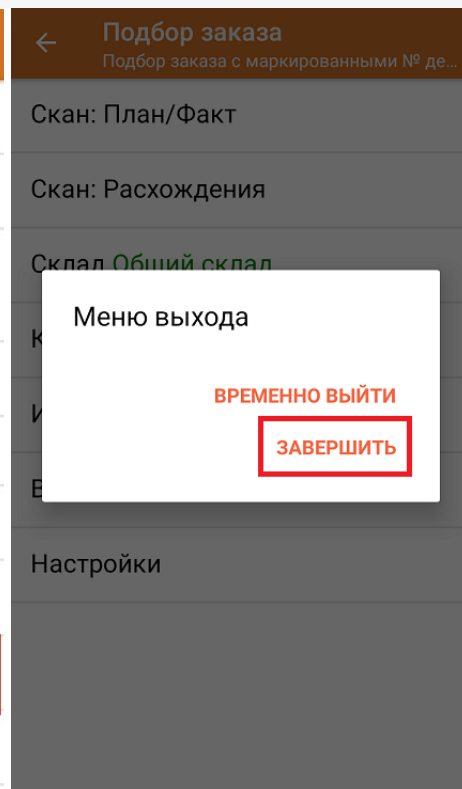 Подбор заказа
Подбор заказа с маркированными № де...
Скан: План/Факт
Скан: Расхождения
Склад Общий склад
Меню выхода
ВРЕМЕННО ВЫЙТИ
ЗАВЕРШИТЬ
Настройки